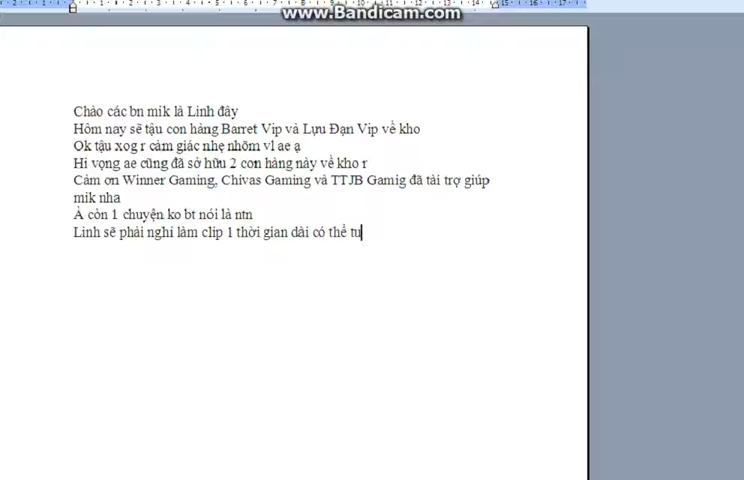 www.Bandicam.com
Chào các bn mik là Linh đây
Hôm nay sẽ tậu con hàng Barret Vip và Lựu Đạn Vip về kho
Ok tậu xog r cảm giác nhẹ nhõm vl ae ạ
Hi vọng ae cũng đã sở hữu 2 con hàng này về kho r
Cảm ơn Winner Gaming, Chivas Gaming và TTJB Gamig đã tài trợ giúp
mik nha
À còn 1 chuyện ko bt nói là ntn
Linh sẽ phải nghỉ làm clip 1 thời gian dài có thể tu